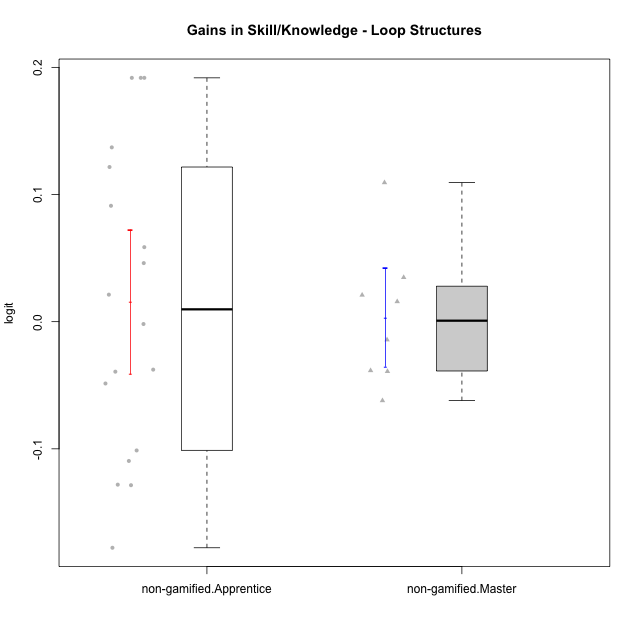 Gains in Skill/Knowledge - Loop Structures
logit
0.2
0.1
0.0
-0.1
non-gamified.Apprentice
non-gamified.Master